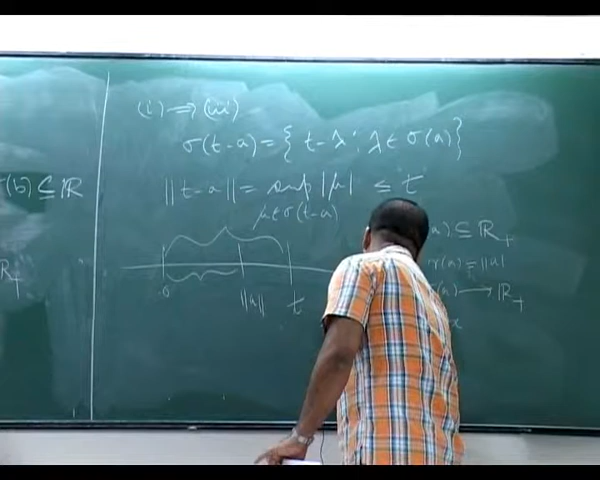 (i) ⟹ (iii)
σ(t-a) = { t-λ ; λ ∈ σ(a) }
σ(b) ⊆ ℝ
||t-a|| = sup |μ| ≤ t
μ ∈ σ(t-a)
(a) ⊆ ℝ₊
ℝ₊
r(a) = ||a||
(a) ⟶ ℝ₊
0
||a||
t
x